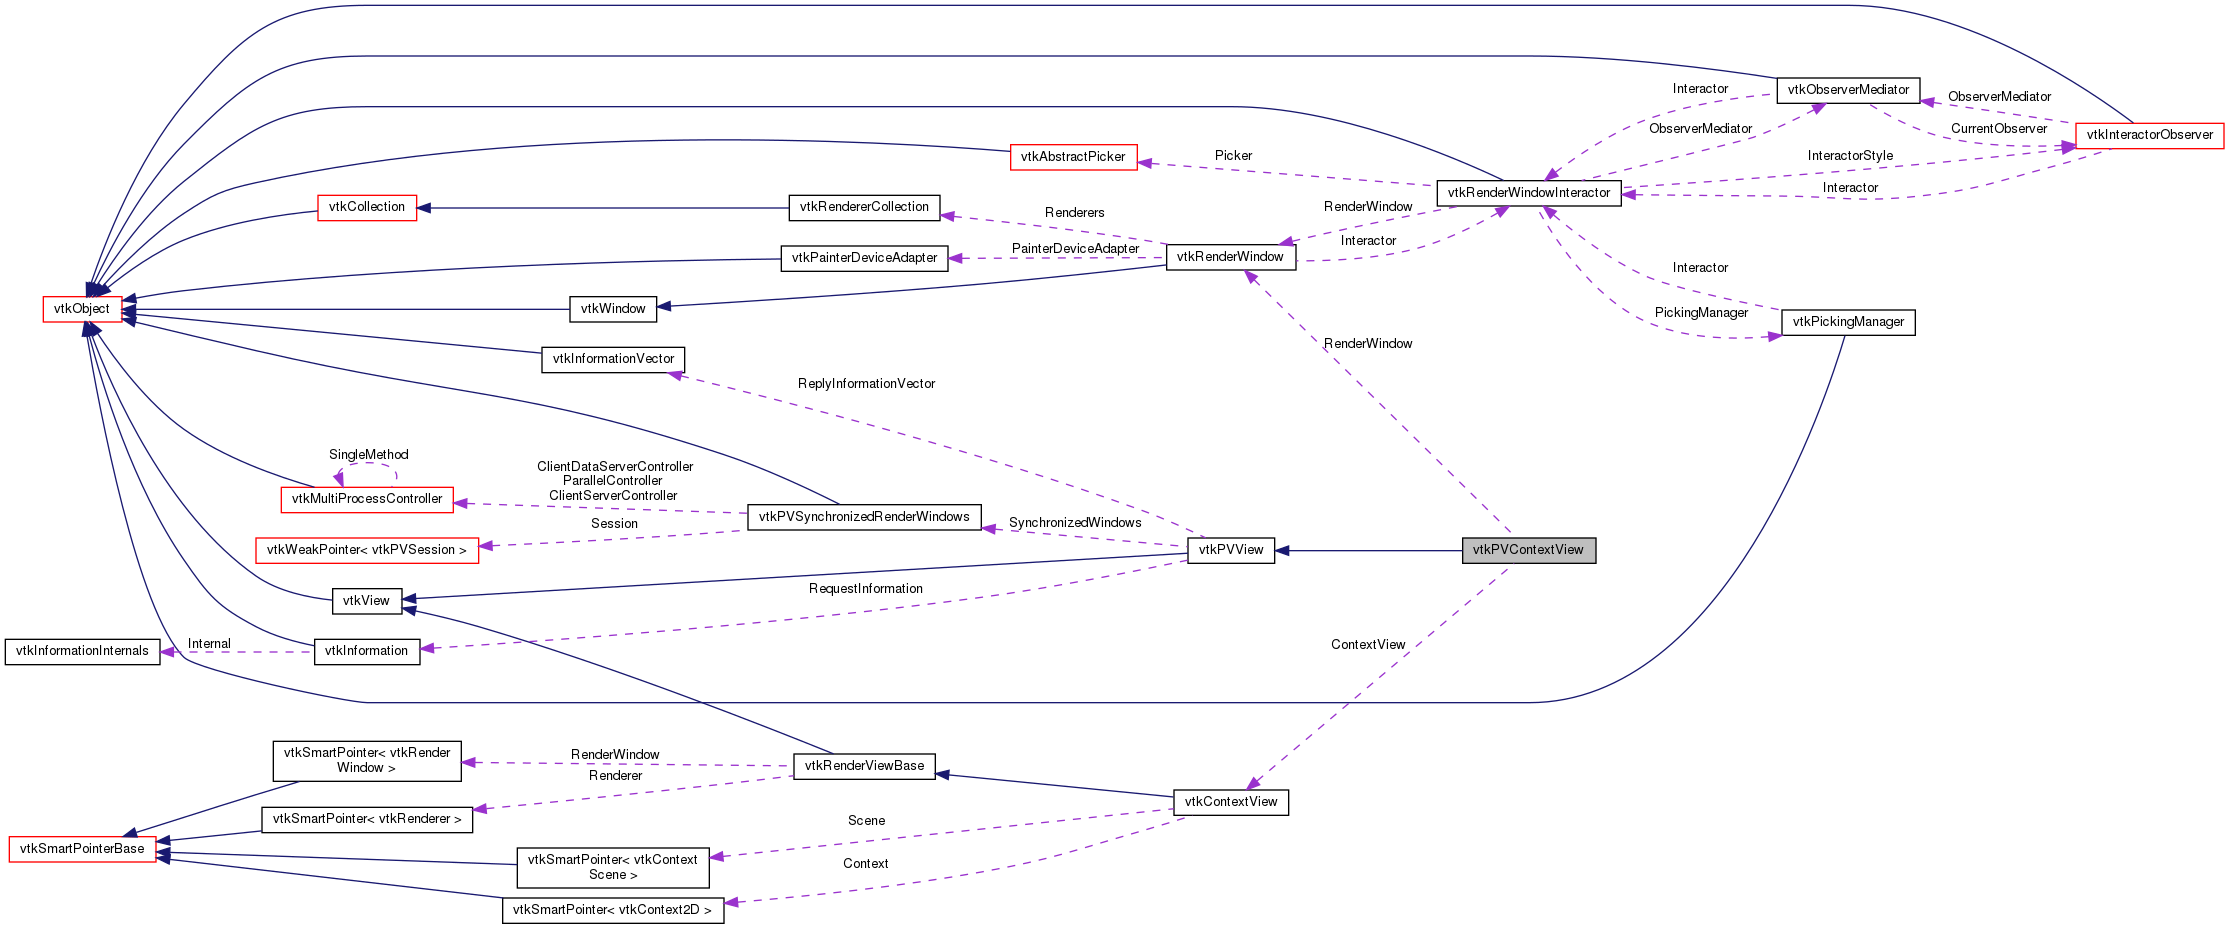 vtkObserverMediator
Interactor
ObserverMediator
ObserverMediator
CurrentObserver
vtkInteractorObserver
vtkAbstractPicker
Picker
InteractorStyle
Interactor
vtkRenderWindowInteractor
vtkCollection
vtkRendererCollection
Renderers
RenderWindow
Interactor
PainterDeviceAdapter
vtkPainterDeviceAdapter
vtkRenderWindow
Interactor
vtkObject
vtkWindow
PickingManager
vtkPickingManager
RenderWindow
vtkInformationVector
ReplyInformationVector
SingleMethod
vtkMultiProcessController
ClientDataServerController
ParallelController
ClientServerController
vtkPVSynchronizedRenderWindows
SynchronizedWindows
Session
vtkWeakPointer< vtkPVSession >
vtkPVView
vtkPVContextView
vtkView
RequestInformation
Internal
vtkInformationInternals
vtkInformation
ContextView
vtkSmartPointer< vtkRender
Window >
RenderWindow
Renderer
vtkRenderViewBase
vtkContextView
vtkSmartPointer< vtkRenderer >
Scene
vtkSmartPointerBase
vtkSmartPointer< vtkContext
Scene >
Context
vtkSmartPointer< vtkContext2D >